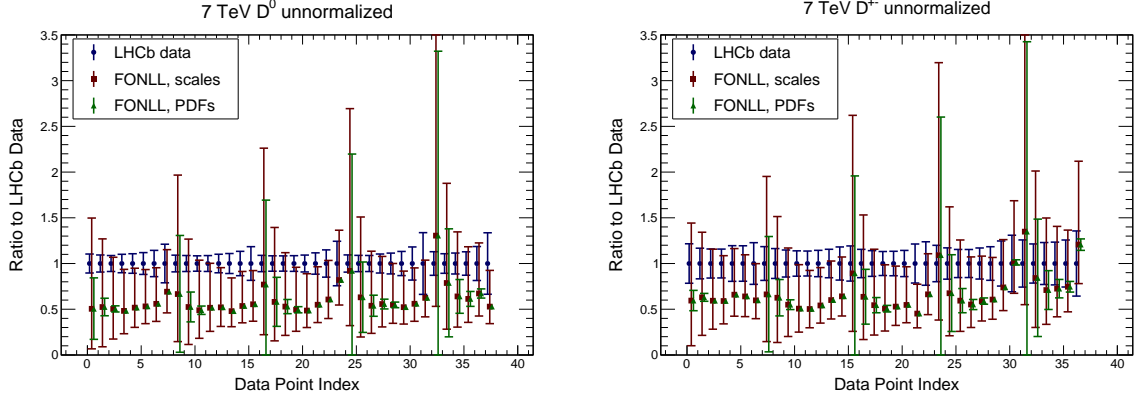 7 TeV D⁰ unnormalized
3.5
3
2.5
2
1.5
1
0.5
0
LHCb data
FONLL, scales
FONLL, PDFs
Ratio to LHCb Data
0 5 10 15 20 25 30 35 40
Data Point Index
7 TeV D⁺⁻ unnormalized
3.5
3
2.5
2
1.5
1
0.5
0
LHCb data
FONLL, scales
FONLL, PDFs
Ratio to LHCb Data
0 5 10 15 20 25 30 35 40
Data Point Index